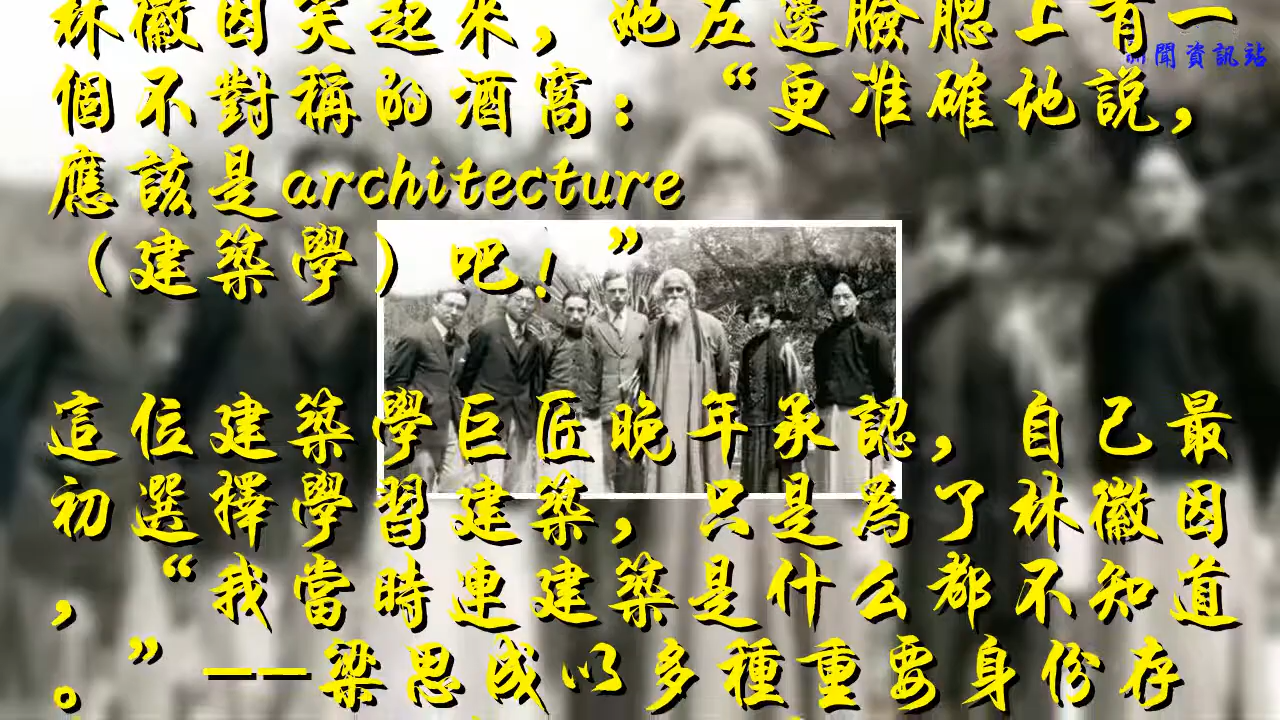 林徽因笑起來，她左邊臉腮上有一
聞資訊站
個不對稱的酒窩：“更准確地說，
應該是architecture
（建築學）吧！”
這位建築學巨匠晚年承認，自己最
初選擇學習建築，只是為了林徽因
，“我當時連建築是什么都不知道
。”——梁思成以多種重要身份存